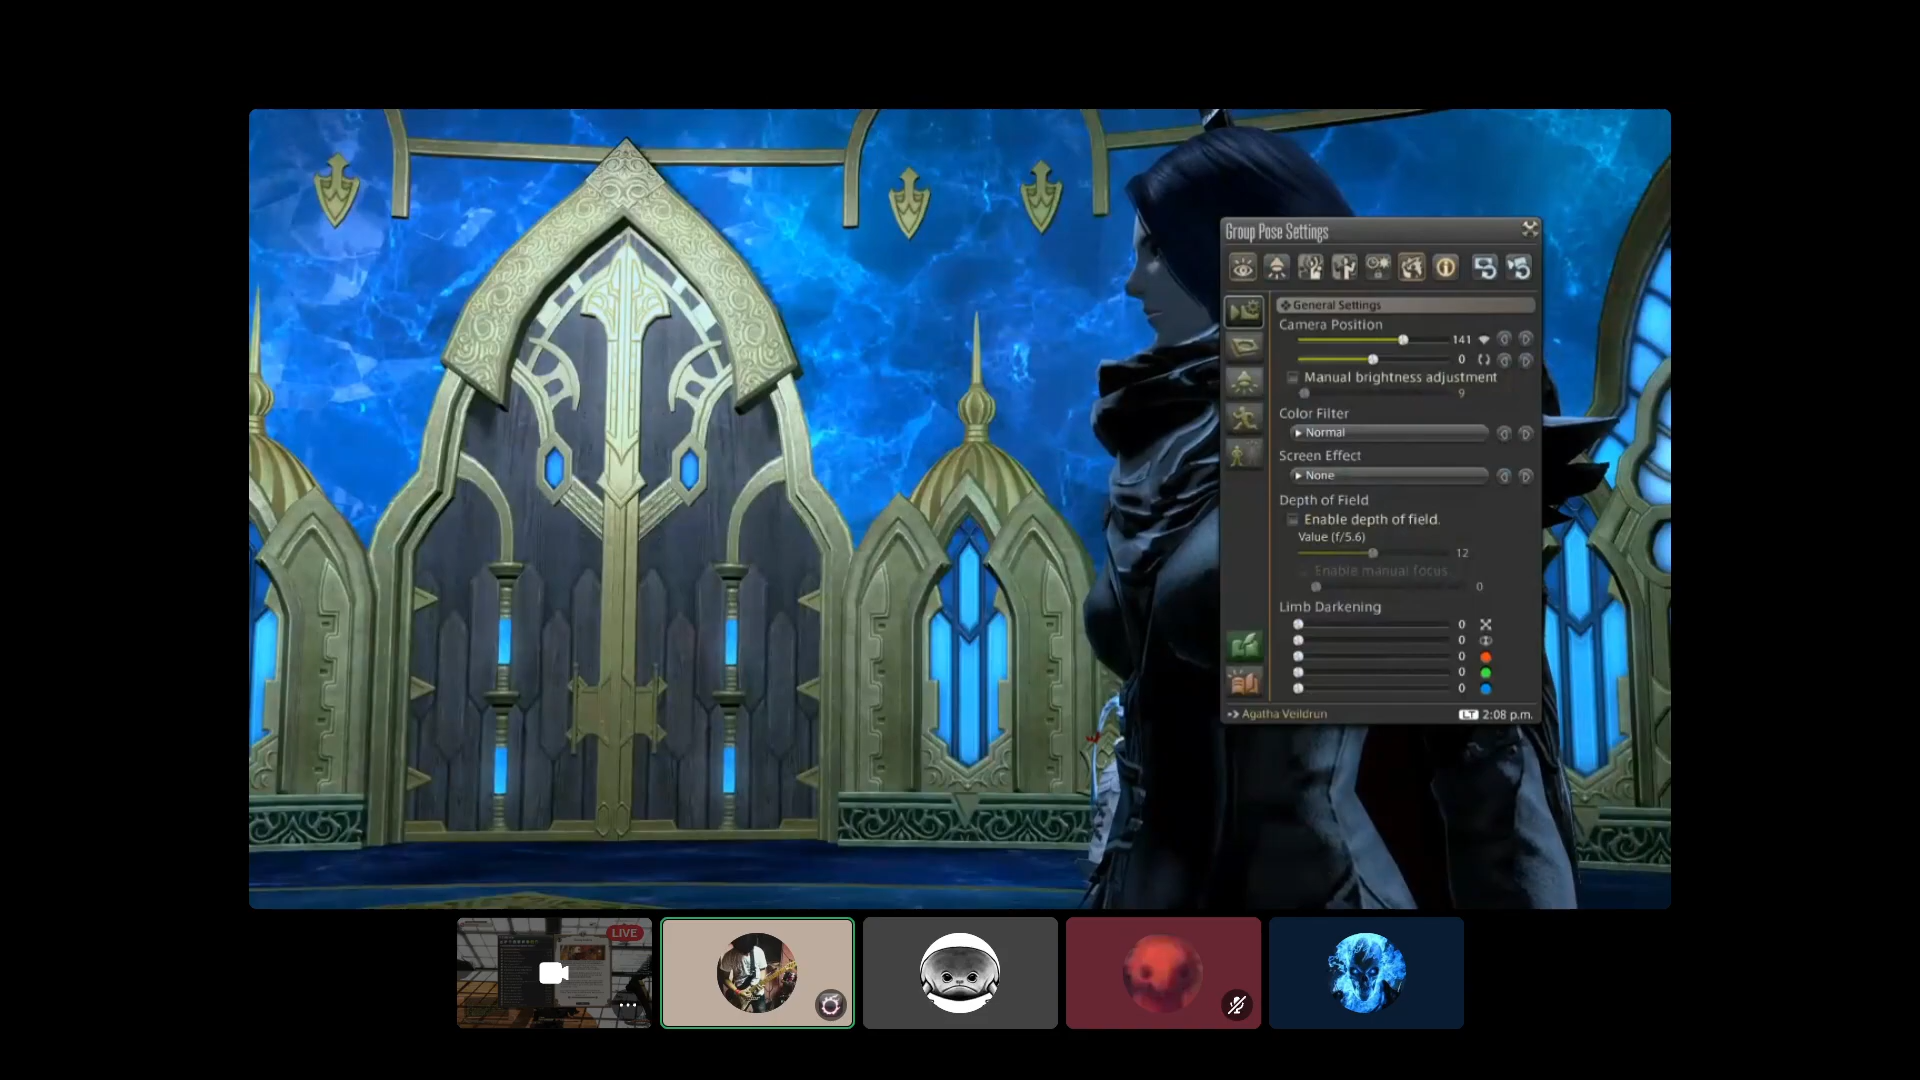 Group Pose Settings
General Settings
Camera Position
141
0
Manual brightness adjustment
9
Color Filter
Normal
Screen Effect
None
Depth of Field
Enable depth of field.
Value (f/5.6)
12
Enable manual focus.
0
Limb Darkening
0
0
0
0
0
Agatha Veildrun LT 2:08 p.m.
LIVE